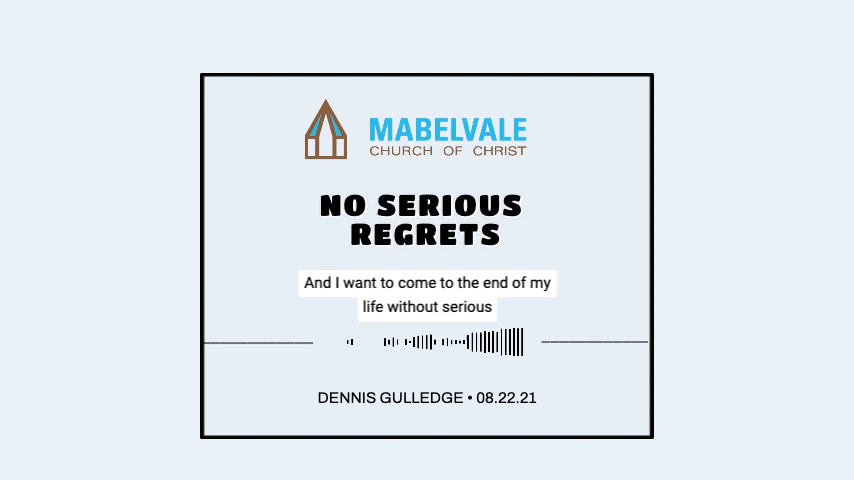 MABELVALE
CHURCH OF CHRIST
NO SERIOUS
REGRETS
And I want to come to the end of my
life without serious
DENNIS GULLEDGE • 08.22.21